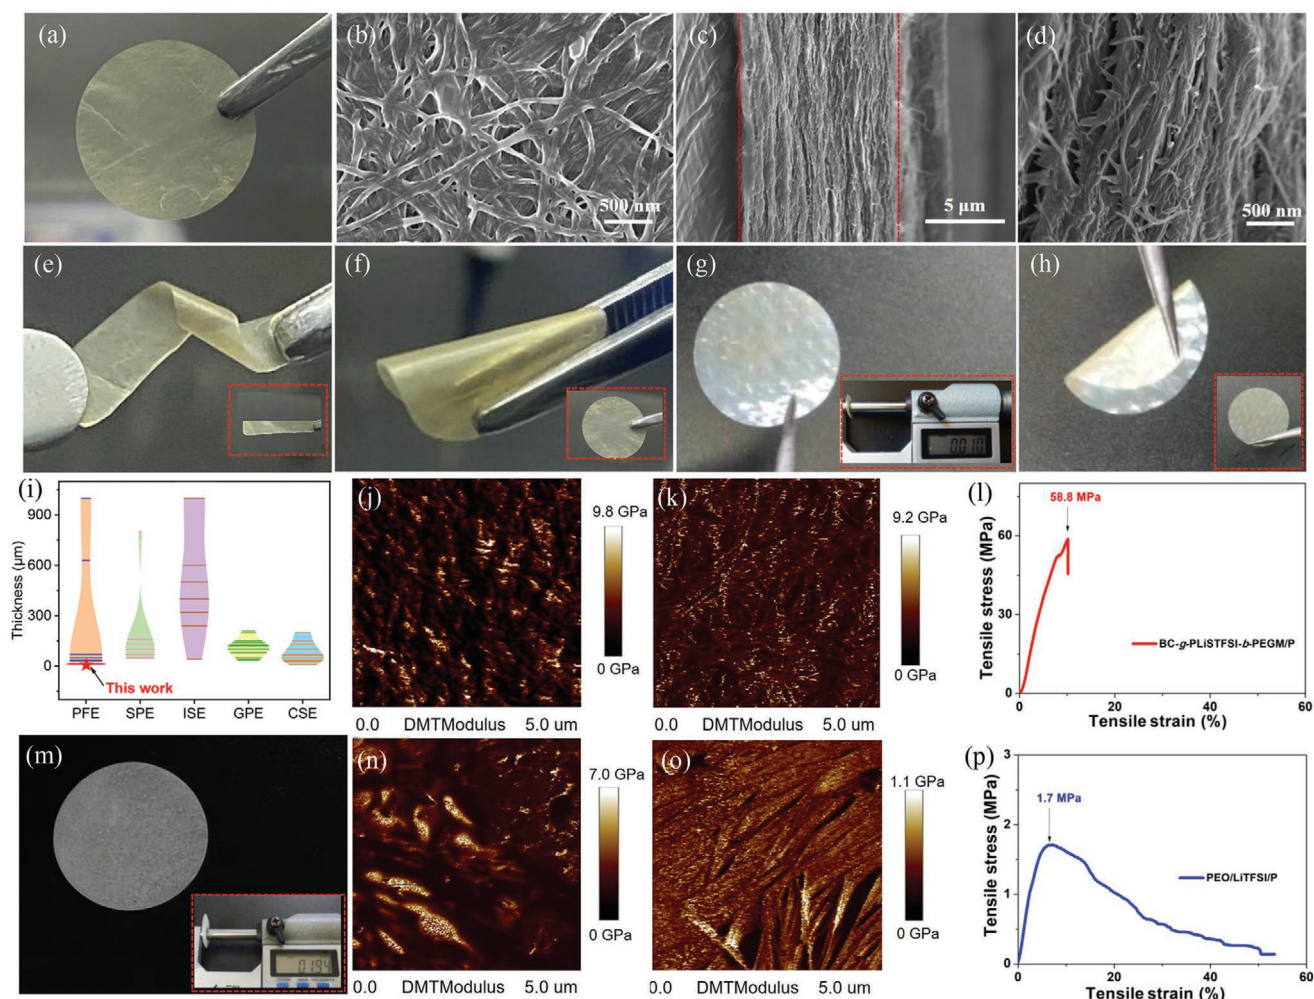 (a)
(b)
500 nm
(c)
5 µm
(d)
500 nm
(e)
(f)
(g)
0.010
(h)
(i)
Thickness (µm)
900
600
300
0
This work
PFE SPE ISE GPE CSE
(j)
9.8 GPa
0 GPa
0.0 DMTModulus 5.0 um
(k)
9.2 GPa
0 GPa
0.0 DMTModulus 5.0 um
(l)
58.8 MPa
Tensile stress (MPa)
60
30
0
BC-g-PLiSTFSI-b-PEGM/P
0 20 40 60
Tensile strain (%)
(m)
0.194
(n)
7.0 GPa
0 GPa
0.0 DMTModulus 5.0 um
(o)
1.1 GPa
0 GPa
0.0 DMTModulus 5.0 um
(p)
1.7 MPa
Tensile stress (MPa)
3
2
1
0
PEO/LiTFSI/P
0 20 40 60
Tensile strain (%)